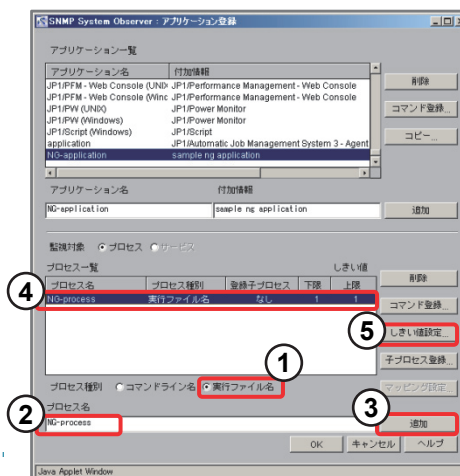 SNMP System Observer : アプリケーション登録
アプリケーション一覧
アプリケーション名 付加情報
JP1/PFM - Web Console (UNIX JP1/Performance Management - Web Console
JP1/PFM - Web Console (Winc JP1/Performance Management - Web Console
JP1/PW (UNIX) JP1/Power Monitor
JP1/PW (Windows) JP1/Power Monitor
JP1/Script (Windows) JP1/Script
application JP1/Automatic Job Management System 3 - Agent
NG-application sample ng application
削除
コマンド登録...
コピー...
アプリケーション名 付加情報
NG-application sample ng application 追加
監視対象 プロセス サービス
プロセス一覧 しきい値
プロセス名 プロセス種別 登録子プロセス 下限 上限
NG-process 実行ファイル名 なし 1 1
削除
コマンド登録...
しきい値設定...
子プロセス登録...
マッピング設定...
④
⑤
①
プロセス種別 コマンドライン名 実行ファイル名
②
③
プロセス名
NG-process 追加
OK キャンセル ヘルプ
Java Applet Window